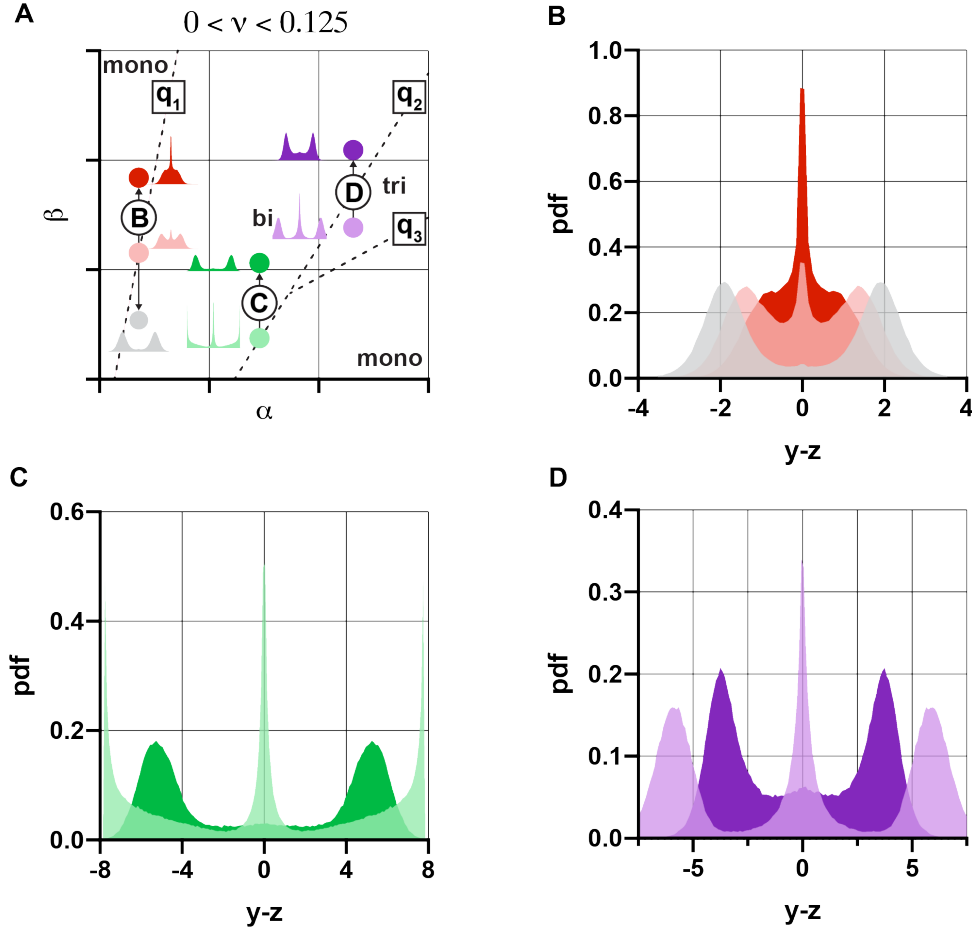 A
0 < ν < 0.125
mono
q1
q2
B
D
tri
bi
q3
C
mono
β
α
B
1.0
0.8
0.6
0.4
0.2
0.0
pdf
-4 -2 0 2 4
y-z
C
0.6
0.4
0.2
0.0
pdf
-8 -4 0 4 8
y-z
D
0.4
0.3
0.2
0.1
0.0
pdf
-5 0 5
y-z